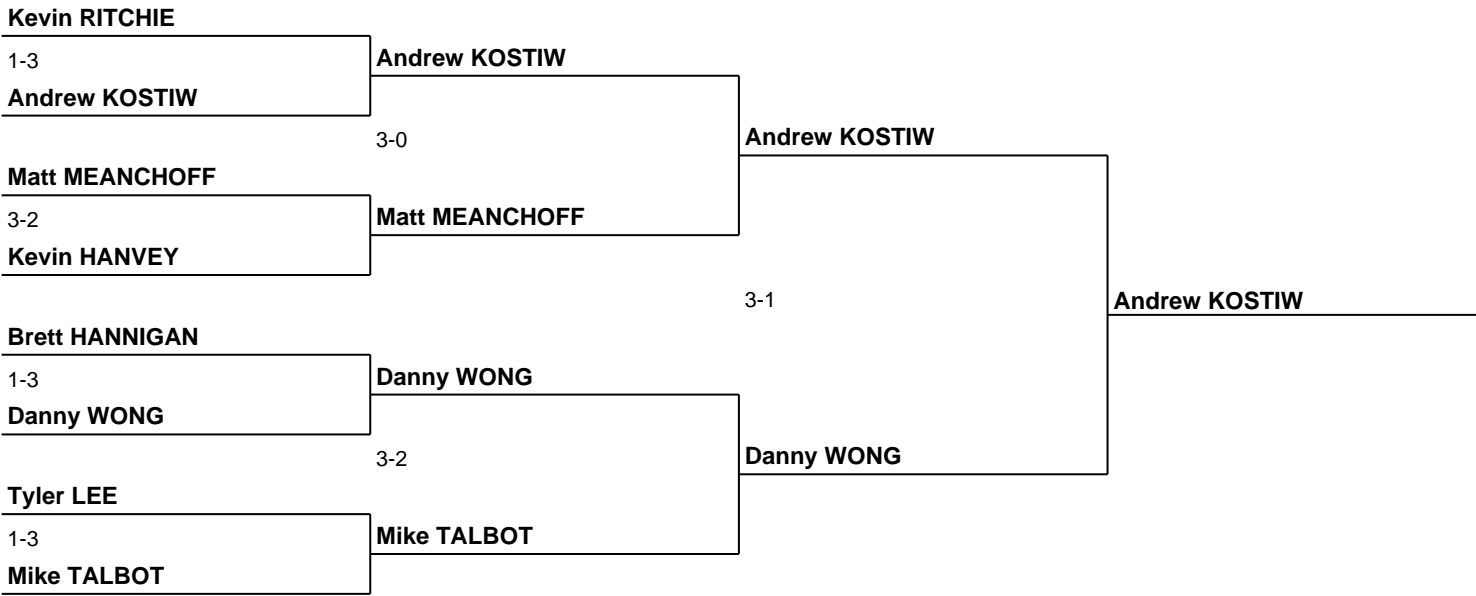 Kevin RITCHIE
1-3
Andrew KOSTIW
Andrew KOSTIW
3-0
Andrew KOSTIW
Matt MEANCHOFF
3-2
Matt MEANCHOFF
Kevin HANVEY
3-1
Andrew KOSTIW
Brett HANNIGAN
1-3
Danny WONG
Danny WONG
3-2
Danny WONG
Tyler LEE
1-3
Mike TALBOT
Mike TALBOT